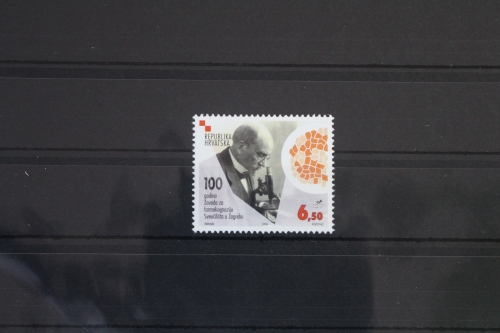 REPUBLIKA
HRVATSKA
100
godina
Zavoda za
farmakognoziju
Sveučilišta u Zagrebu
6,50